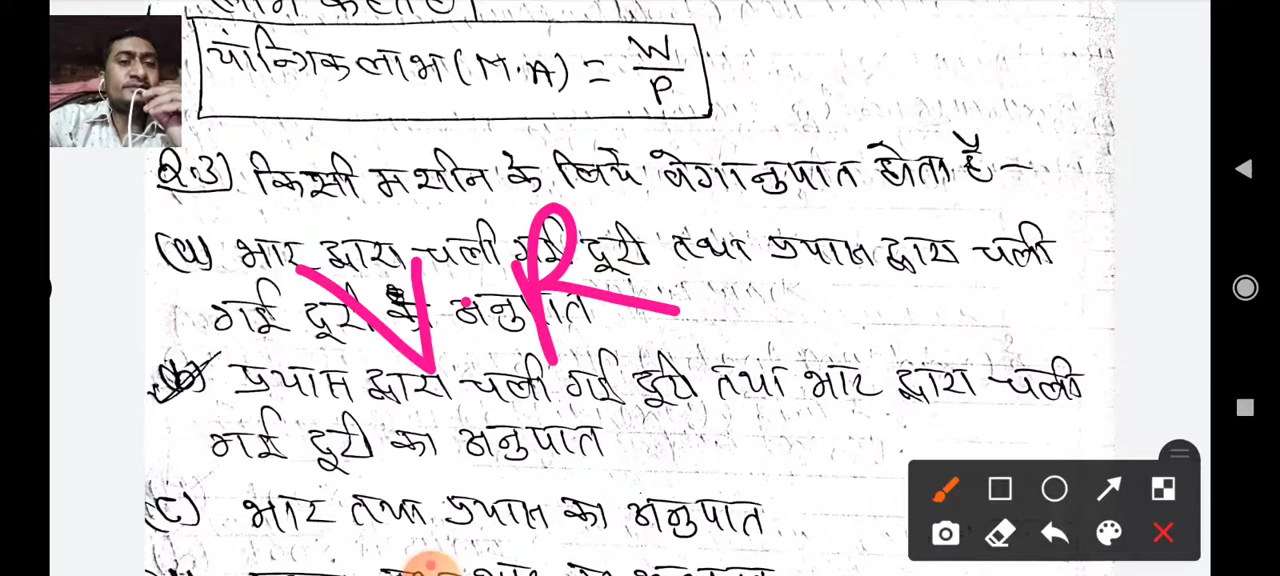 यान्त्रिक लाभ (M.A) = W/P
Q.3) किसी मशीन के लिये वेगानुपात होता है -
(a) भार द्वारा चली गई दूरी तथा प्रयास द्वारा चली
गई दूरी का अनुपात
V.R
(b) प्रयास द्वारा चली गई दूरी तथा भार द्वारा चली
गई दूरी का अनुपात
(c) भार तथा प्रयास का अनुपात